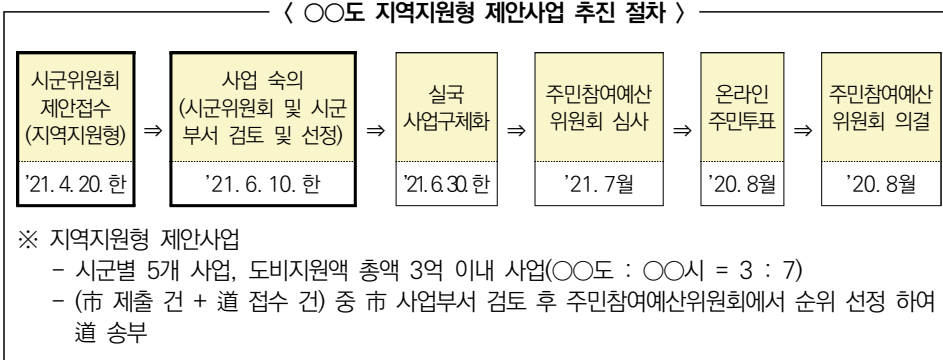 〈 ○○도 지역지원형 제안사업 추진 절차 〉
시군위원회
제안접수
(지역지원형)
'21. 4. 20. 한
⇒
사업 숙의
(시군위원회 및 시군
부서 검토 및 선정)
'21. 6. 10. 한
⇒
실국
사업구체화
'21. 6. 30. 한
⇒
주민참여예산
위원회 심사
'21. 7월
⇒
온라인
주민투표
'20. 8월
⇒
주민참여예산
위원회 의결
'20. 8월
※ 지역지원형 제안사업
- 시군별 5개 사업, 도비지원액 총액 3억 이내 사업(○○도 : ○○시 = 3 : 7)
- (市 제출 건 + 道 접수 건) 중 市 사업부서 검토 후 주민참여예산위원회에서 순위 선정 하여
道 송부